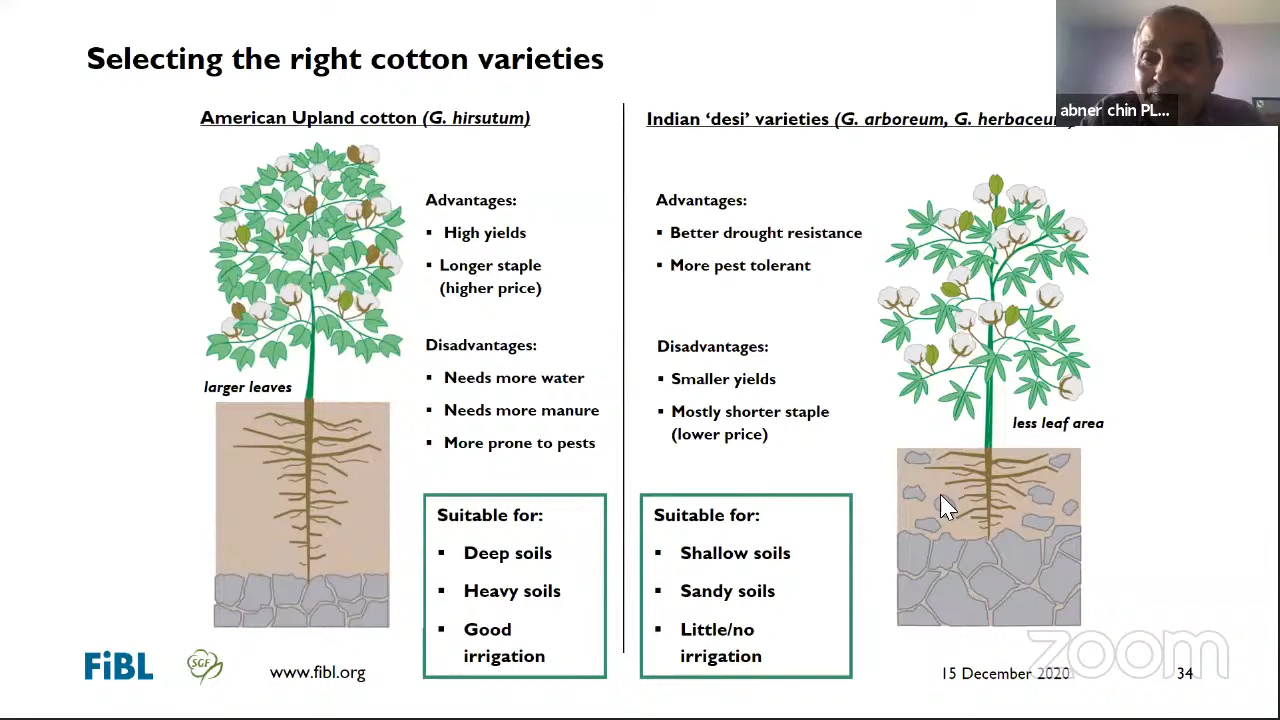 Selecting the right cotton varieties
abner chin PL...
American Upland cotton (G. hirsutum)
Advantages:
▪ High yields
▪ Longer staple
(higher price)
Disadvantages:
▪ Needs more water
▪ Needs more manure
▪ More prone to pests
larger leaves
Suitable for:
▪ Deep soils
▪ Heavy soils
▪ Good
irrigation
Indian ‘desi’ varieties (G. arboreum, G.
Advantages:
▪ Better drought resistance
▪ More pest tolerant
Disadvantages:
▪ Smaller yields
▪ Mostly shorter staple
(lower price)
less leaf area
Suitable for:
▪ Shallow soils
▪ Sandy soils
▪ Little/no
irrigation
FiBL
SGF
www.fibl.org
15 December 2020
34
zoom